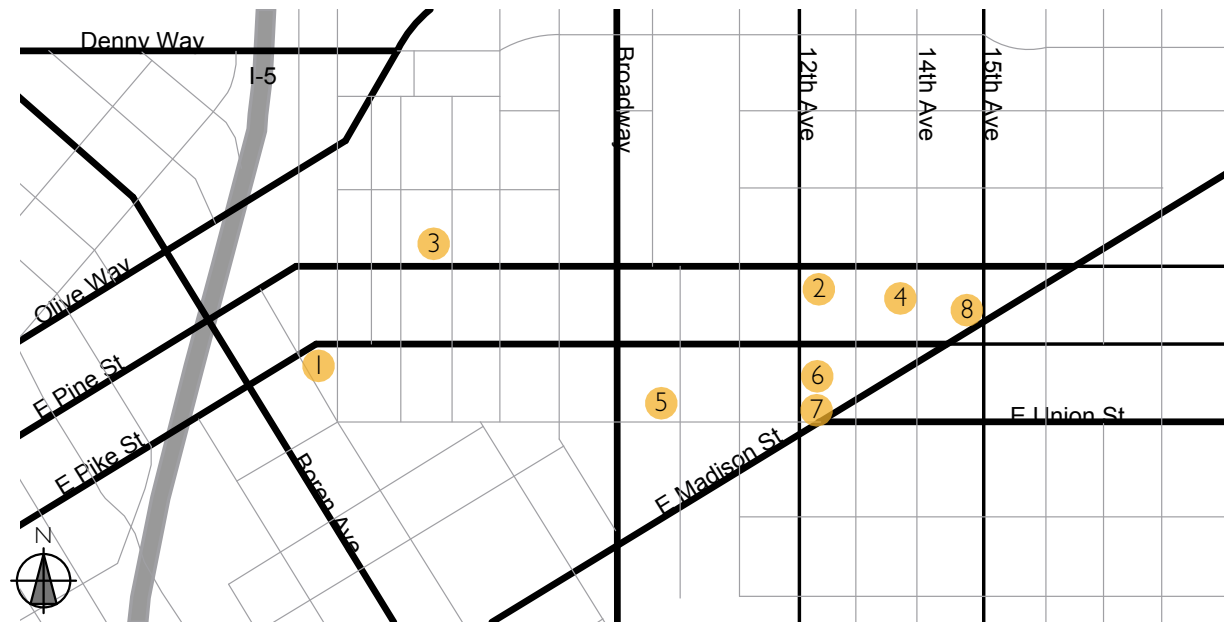 Denny Way
I-5
Broadway
12th Ave
14th Ave
15th Ave
3
2
4
8
Olive Way
E Pine St
1
6
5
7
E Union St
E Pike St
E Madison St
Boren Ave
N